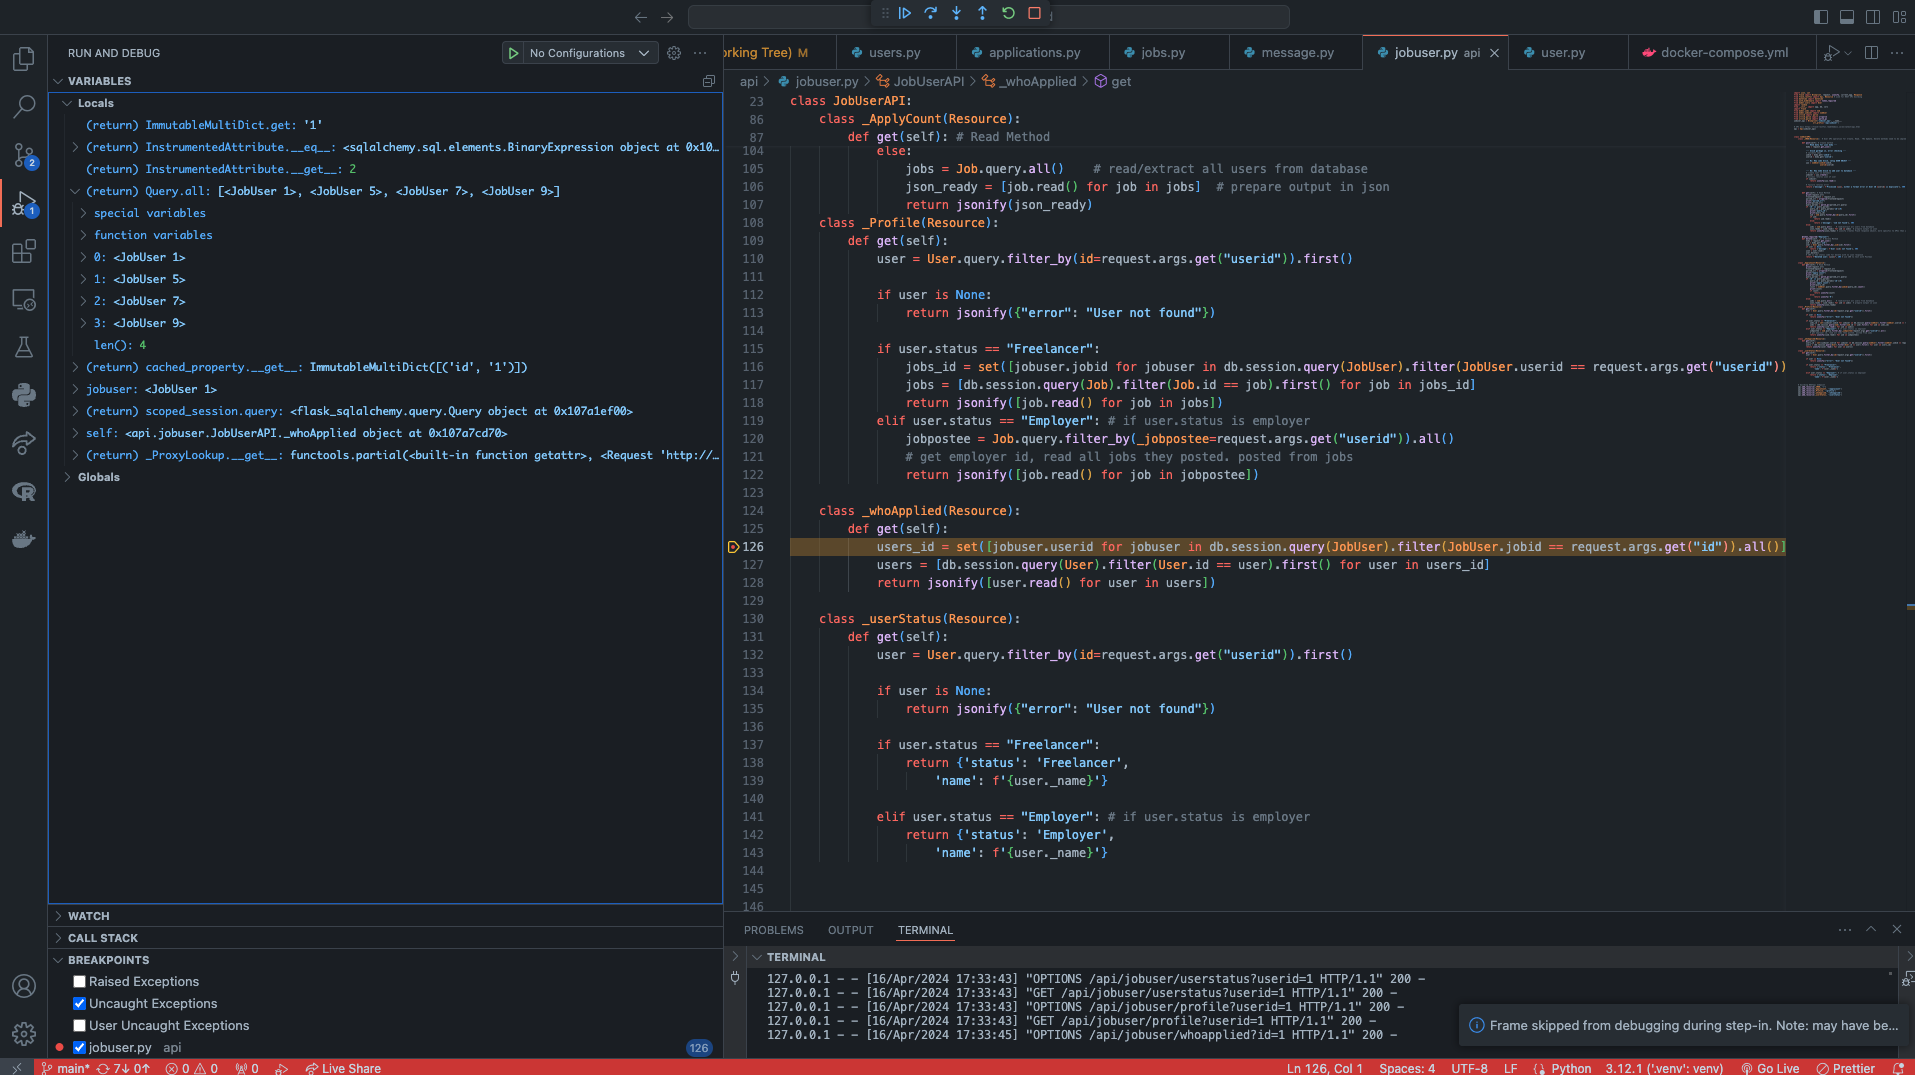 RUN AND DEBUG
No Configurations
VARIABLES
Locals
(return) ImmutableMultiDict.get: '1'
(return) InstrumentedAttribute.__eq__: <sqlalchemy.sql.elements.BinaryExpression object at 0x10...
(return) InstrumentedAttribute.__get__: 2
(return) Query.all: [<JobUser 1>, <JobUser 5>, <JobUser 7>, <JobUser 9>]
special variables
function variables
0: <JobUser 1>
1: <JobUser 5>
2: <JobUser 7>
3: <JobUser 9>
len(): 4
(return) cached_property.__get__: ImmutableMultiDict([('id', '1')])
jobuser: <JobUser 1>
(return) scoped_session.query: <flask_sqlalchemy.query.Query object at 0x107a1ef00>
self: <api.jobuser.JobUserAPI._whoApplied object at 0x107a7cd70>
(return) _ProxyLookup.__get__: functools.partial(<built-in function getattr>, <Request 'http://...
Globals
WATCH
CALL STACK
BREAKPOINTS
Raised Exceptions
Uncaught Exceptions
User Uncaught Exceptions
jobuser.py api 126
2
1
orking Tree) M users.py applications.py jobs.py message.py jobuser.py api user.py docker-compose.yml
api > jobuser.py > JobUserAPI > _whoApplied > get
23 class JobUserAPI:
86 class _ApplyCount(Resource):
87 def get(self): # Read Method
104 else:
105 jobs = Job.query.all() # read/extract all users from database
106 json_ready = [job.read() for job in jobs] # prepare output in json
107 return jsonify(json_ready)
108 class _Profile(Resource):
109 def get(self):
110 user = User.query.filter_by(id=request.args.get("userid")).first()
111
112 if user is None:
113 return jsonify({"error": "User not found"})
114
115 if user.status == "Freelancer":
116 jobs_id = set([jobuser.jobid for jobuser in db.session.query(JobUser).filter(JobUser.userid == request.args.get("userid"))
117 jobs = [db.session.query(Job).filter(Job.id == job).first() for job in jobs_id]
118 return jsonify([job.read() for job in jobs])
119 elif user.status == "Employer": # if user.status is employer
120 jobpostee = Job.query.filter_by(_jobpostee=request.args.get("userid")).all()
121 # get employer id, read all jobs they posted. posted from jobs
122 return jsonify([job.read() for job in jobpostee])
123
124 class _whoApplied(Resource):
125 def get(self):
126 users_id = set([jobuser.userid for jobuser in db.session.query(JobUser).filter(JobUser.jobid == request.args.get("id")).all()]
127 users = [db.session.query(User).filter(User.id == user).first() for user in users_id]
128 return jsonify([user.read() for user in users])
129
130 class _userStatus(Resource):
131 def get(self):
132 user = User.query.filter_by(id=request.args.get("userid")).first()
133
134 if user is None:
135 return jsonify({"error": "User not found"})
136
137 if user.status == "Freelancer":
138 return {'status': 'Freelancer',
139 'name': f'{user._name}'}
140
141 elif user.status == "Employer": # if user.status is employer
142 return {'status': 'Employer',
143 'name': f'{user._name}'}
144
145
146
PROBLEMS OUTPUT TERMINAL
TERMINAL
127.0.0.1 - - [16/Apr/2024 17:33:43] "OPTIONS /api/jobuser/userstatus?userid=1 HTTP/1.1" 200 -
127.0.0.1 - - [16/Apr/2024 17:33:43] "GET /api/jobuser/userstatus?userid=1 HTTP/1.1" 200 -
127.0.0.1 - - [16/Apr/2024 17:33:43] "OPTIONS /api/jobuser/profile?userid=1 HTTP/1.1" 200 -
127.0.0.1 - - [16/Apr/2024 17:33:43] "GET /api/jobuser/profile?userid=1 HTTP/1.1" 200 -
127.0.0.1 - - [16/Apr/2024 17:33:45] "OPTIONS /api/jobuser/whoapplied?id=1 HTTP/1.1" 200 -
Frame skipped from debugging during step-in. Note: may have be...
main* 7↓ 0↑ 0 0 0 Live Share Ln 126, Col 1 Spaces: 4 UTF-8 LF Python 3.12.1 ('.venv': venv) Go Live Prettier